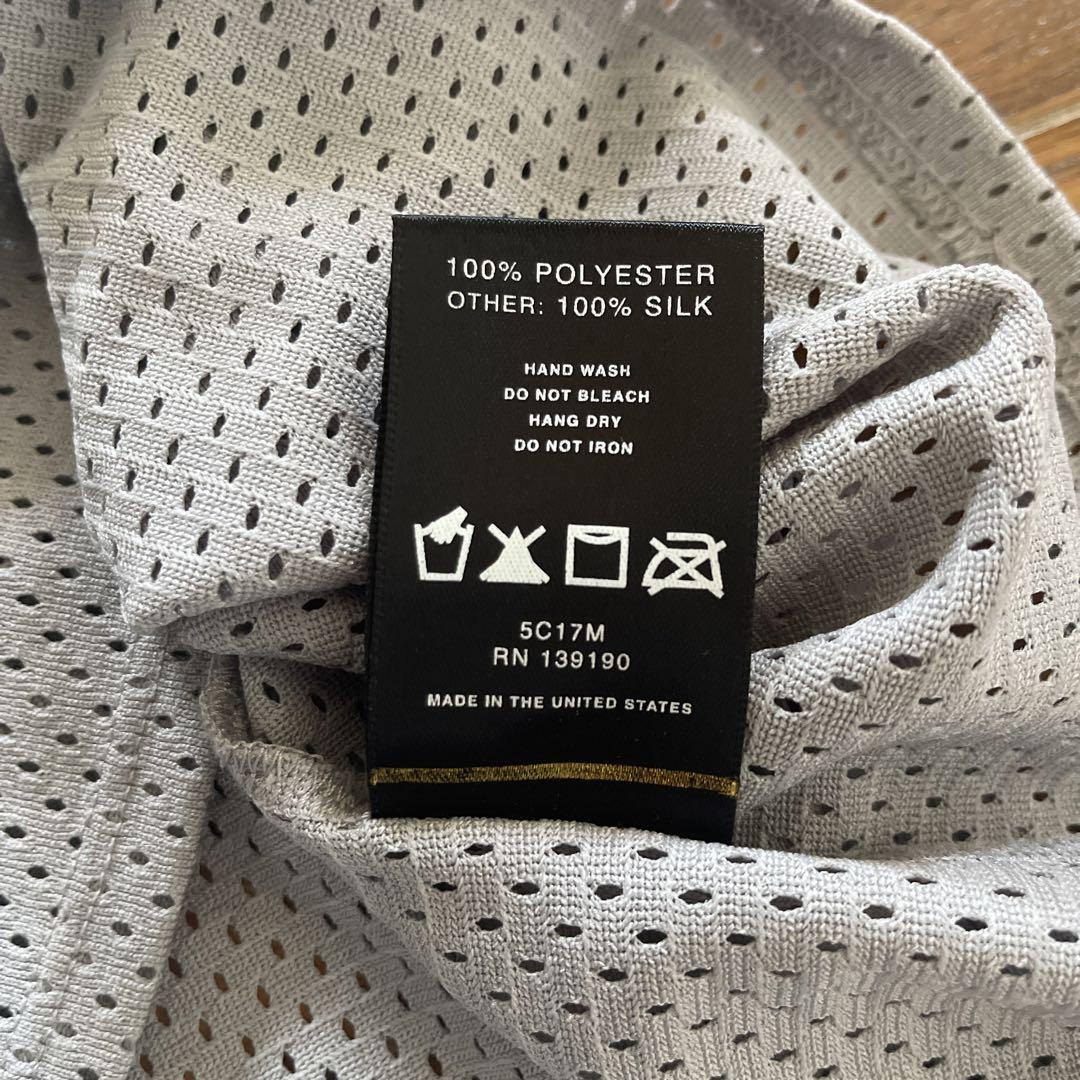 100% POLYESTER
OTHER: 100% SILK
HAND WASH
DO NOT BLEACH
HANG DRY
DO NOT IRON
5C17M
RN 139190
MADE IN THE UNITED STATES